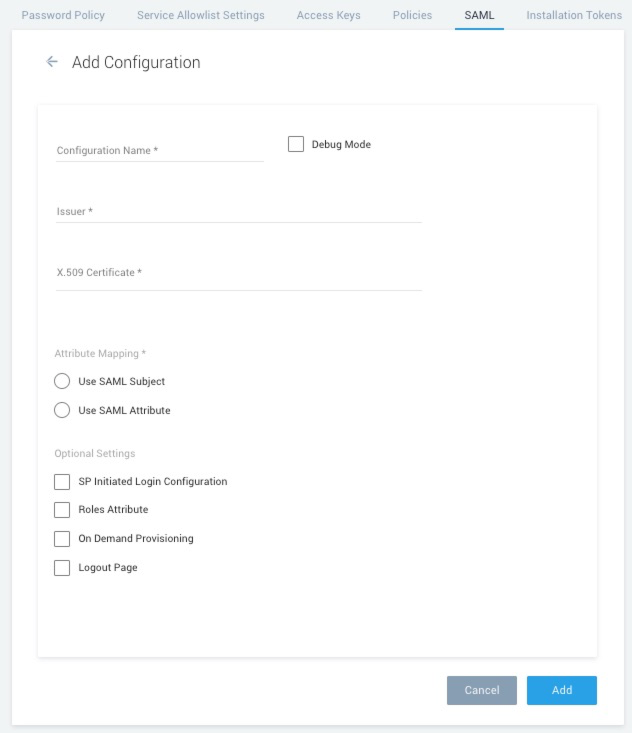 Password Policy Service Allowlist Settings Access Keys Policies SAML Installation Tokens
Add Configuration
Configuration Name * Debug Mode
Issuer *
X.509 Certificate *
Attribute Mapping *
Use SAML Subject
Use SAML Attribute
Optional Settings
SP Initiated Login Configuration
Roles Attribute
On Demand Provisioning
Logout Page
Cancel Add